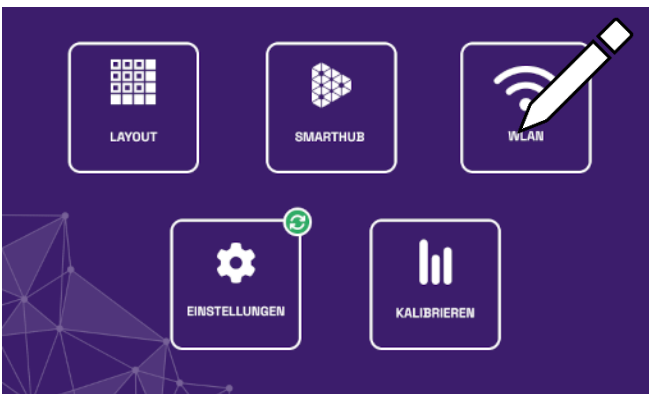 LAYOUT
SMARTHUB
WLAN
EINSTELLUNGEN
KALIBRIEREN